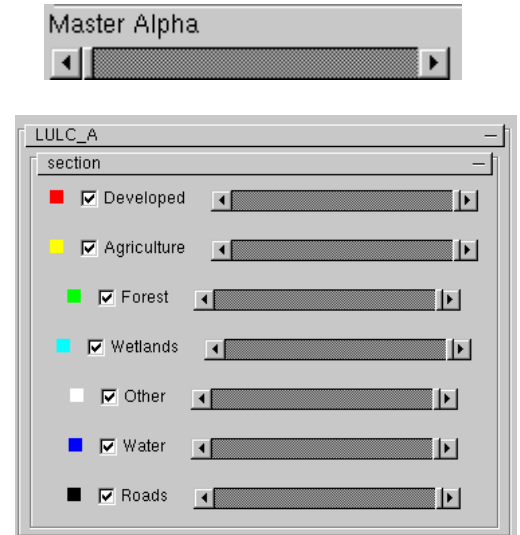 Master Alpha
LULC_A
section
Developed
Agriculture
Forest
Wetlands
Other
Water
Roads